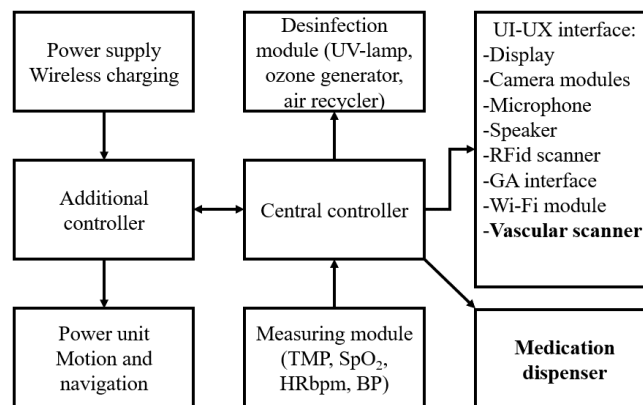 Power supply
Wireless charging
Desinfection
module (UV-lamp,
ozone generator,
air recycler)
UI-UX interface:
-Display
-Camera modules
-Microphone
-Speaker
-RFid scanner
-GA interface
-Wi-Fi module
-Vascular scanner
Additional
controller
Central controller
Power unit
Motion and
navigation
Measuring module
(TMP, SpO₂,
HRbpm, BP)
Medication
dispenser